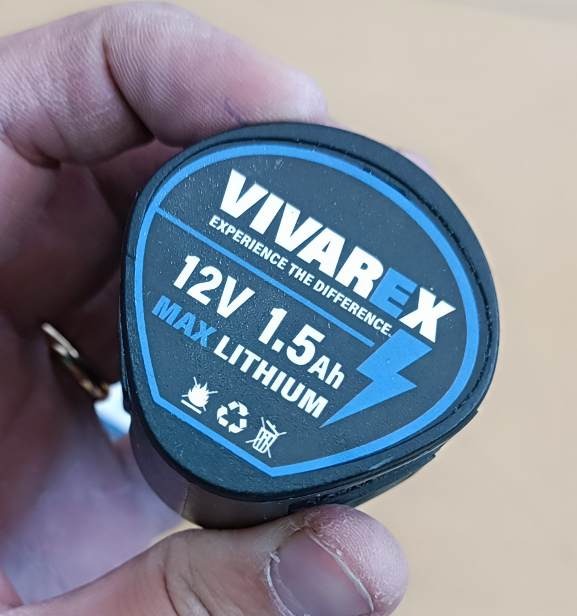 VIVAREX
EXPERIENCE THE DIFFERENCE.
12V 1.5Ah
MAX LITHIUM